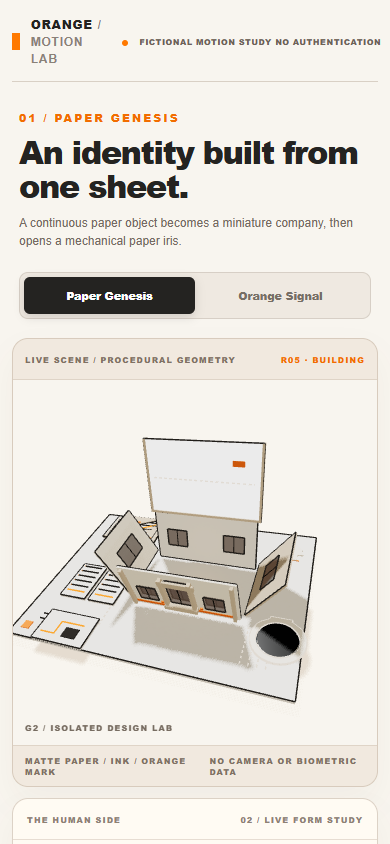 ORANGE /
MOTION
LAB
FICTIONAL MOTION STUDY NO AUTHENTICATION
01 / PAPER GENESIS
An identity built from
one sheet.
A continuous paper object becomes a miniature company, then
opens a mechanical paper iris.
Paper Genesis
Orange Signal
LIVE SCENE / PROCEDURAL GEOMETRY
R05 · BUILDING
G2 / ISOLATED DESIGN LAB
MATTE PAPER / INK / ORANGE
MARK
NO CAMERA OR BIOMETRIC
DATA
THE HUMAN SIDE
02 / LIVE FORM STUDY